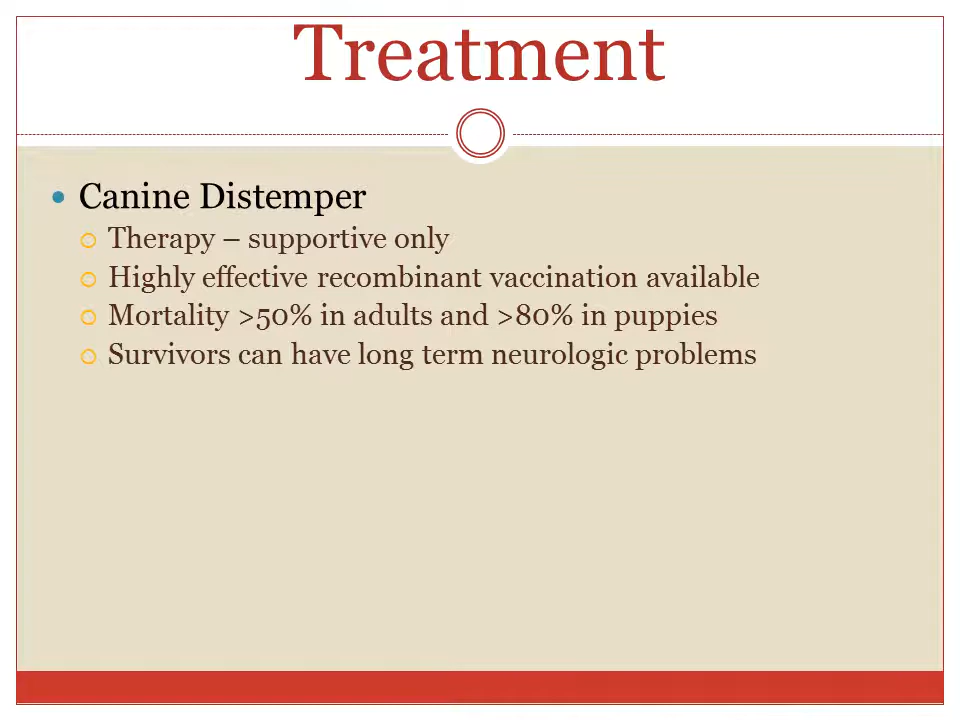 Treatment
Canine Distemper
Therapy – supportive only
Highly effective recombinant vaccination available
Mortality >50% in adults and >80% in puppies
Survivors can have long term neurologic problems